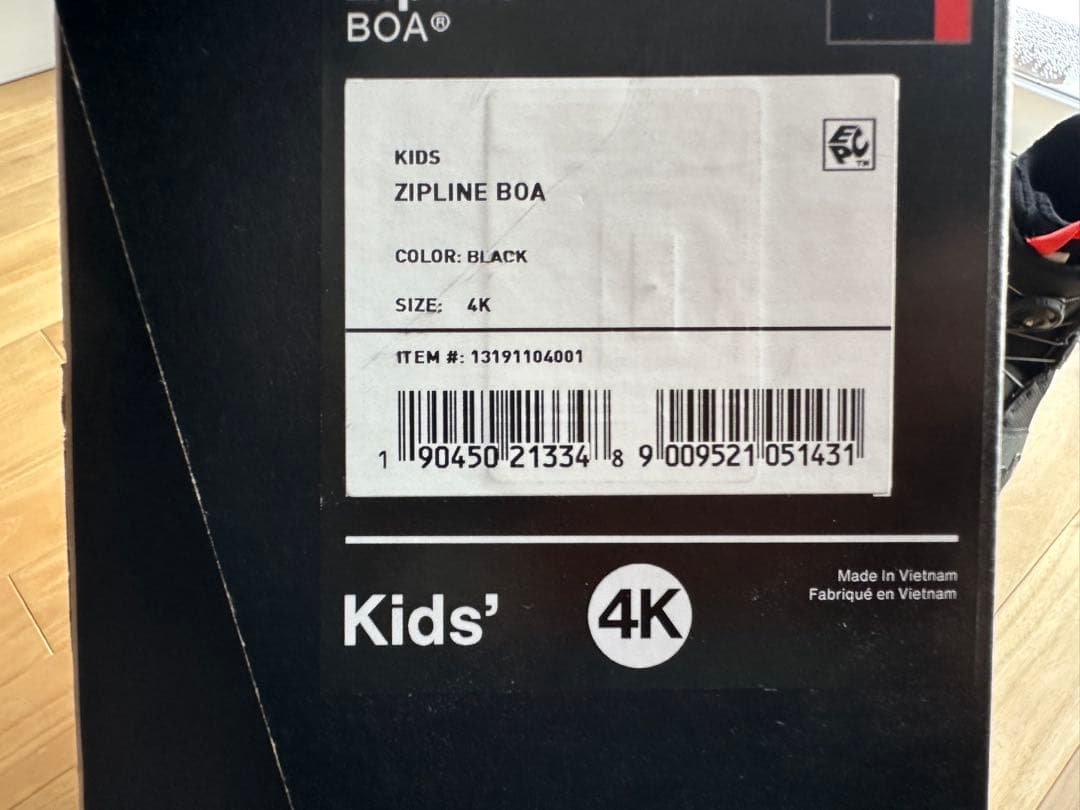 BOA®
KIDS
ZIPLINE BOA
COLOR: BLACK
SIZE: 4K
ITEM #: 13191104001
1 90450 21334 8 9 009521 051431
EPC™
Made In Vietnam
Fabriqué en Vietnam
Kids’ 4K